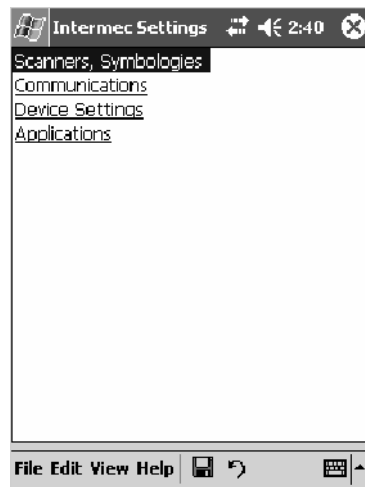 Intermec Settings 2:40
Scanners, Symbologies
Communications
Device Settings
Applications
File Edit View Help